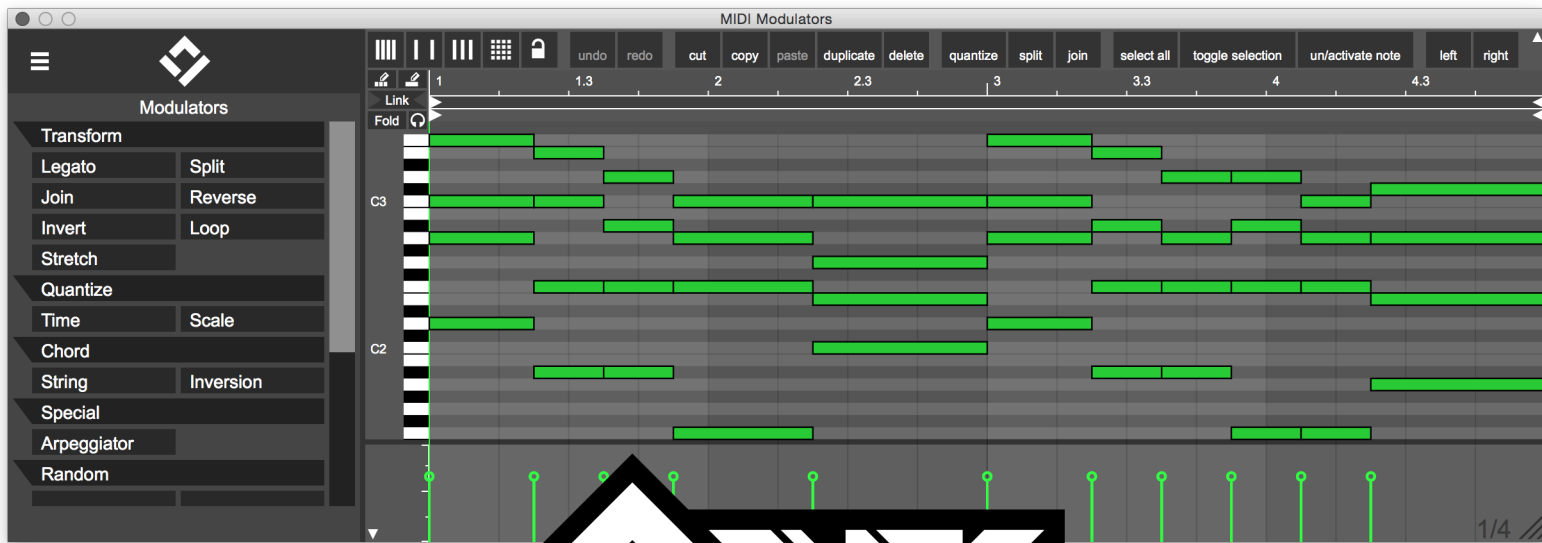 MIDI Modulators
undo redo cut copy paste duplicate delete quantize split join select all toggle selection un/activate note left right
1 1.3 2 2.3 3 3.3 4 4.3
Link
Fold
C3
C2
Modulators
Transform
Legato Split
Join Reverse
Invert Loop
Stretch
Quantize
Time Scale
Chord
String Inversion
Special
Arpeggiator
Random
1/4